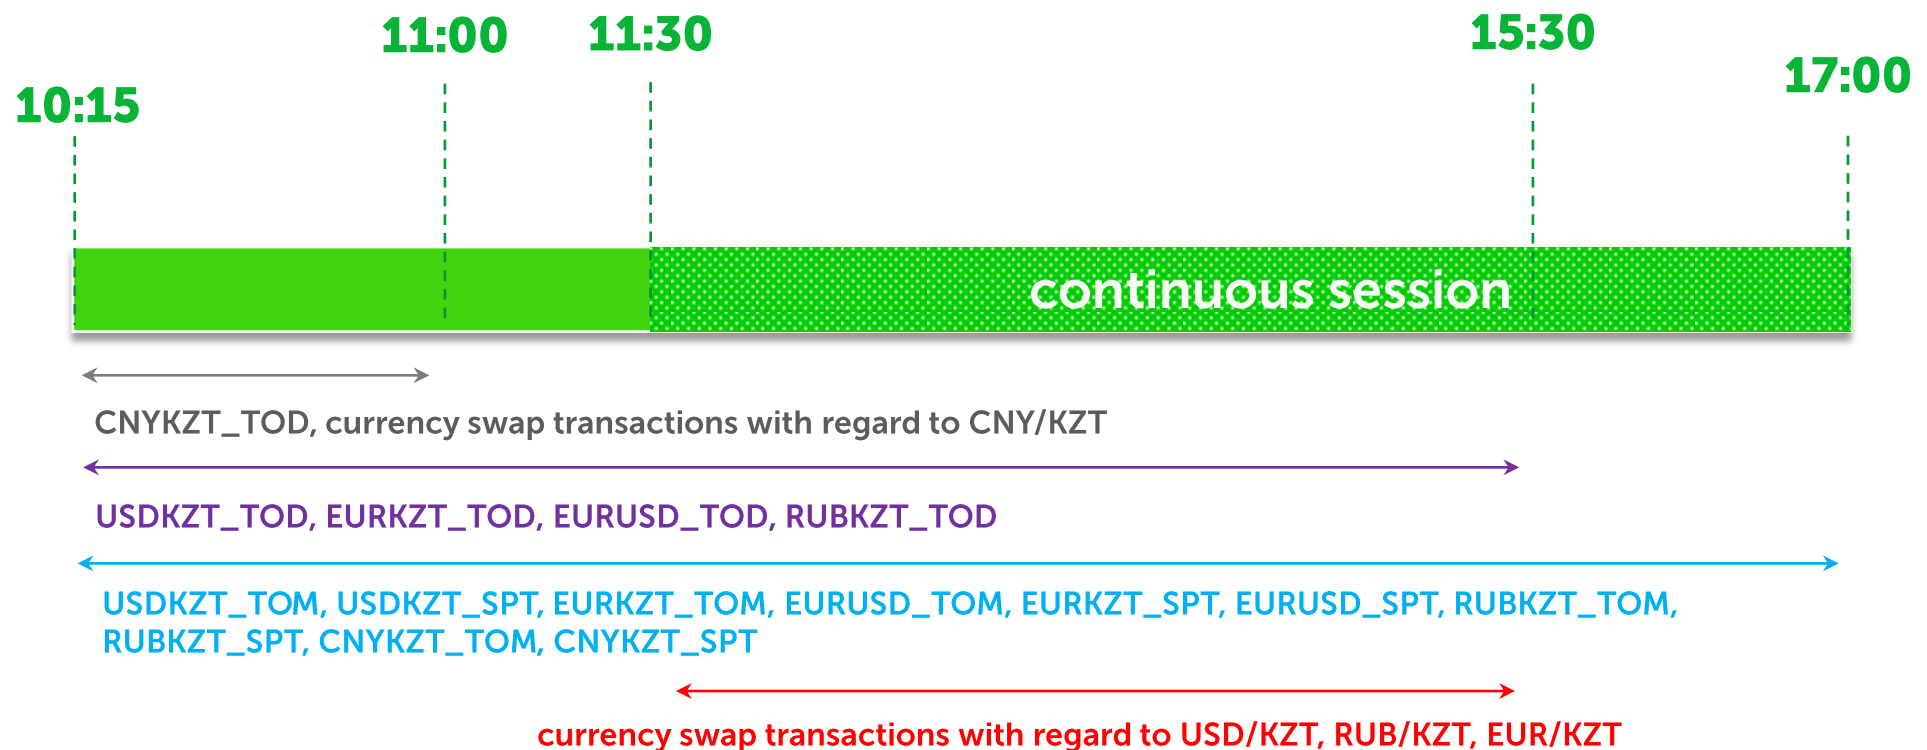 10:15
11:00
11:30
15:30
17:00
continuous session
CNYKZT_TOD, currency swap transactions with regard to CNY/KZT
USDKZT_TOD, EURKZT_TOD, EURUSD_TOD, RUBKZT_TOD
USDKZT_TOM, USDKZT_SPT, EURKZT_TOM, EURUSD_TOM, EURKZT_SPT, EURUSD_SPT, RUBKZT_TOM,
RUBKZT_SPT, CNYKZT_TOM, CNYKZT_SPT
currency swap transactions with regard to USD/KZT, RUB/KZT, EUR/KZT